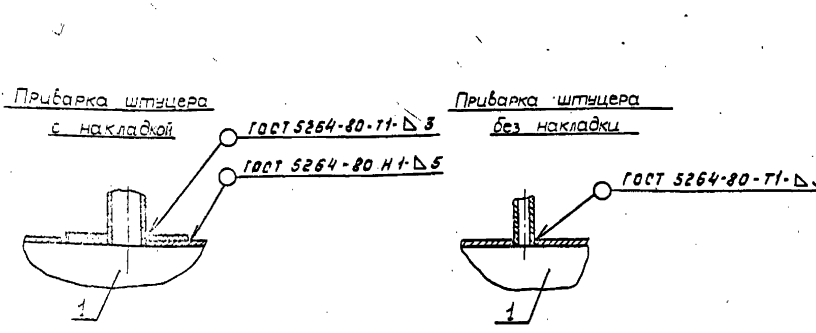 Приварка штуцера
с накладкой
ГОСТ 5264-80-Т1-⊿3
ГОСТ 5264-80 Н1-⊿5
1
Приварка штуцера
без накладки
ГОСТ 5264-80-Т1-⊿
1